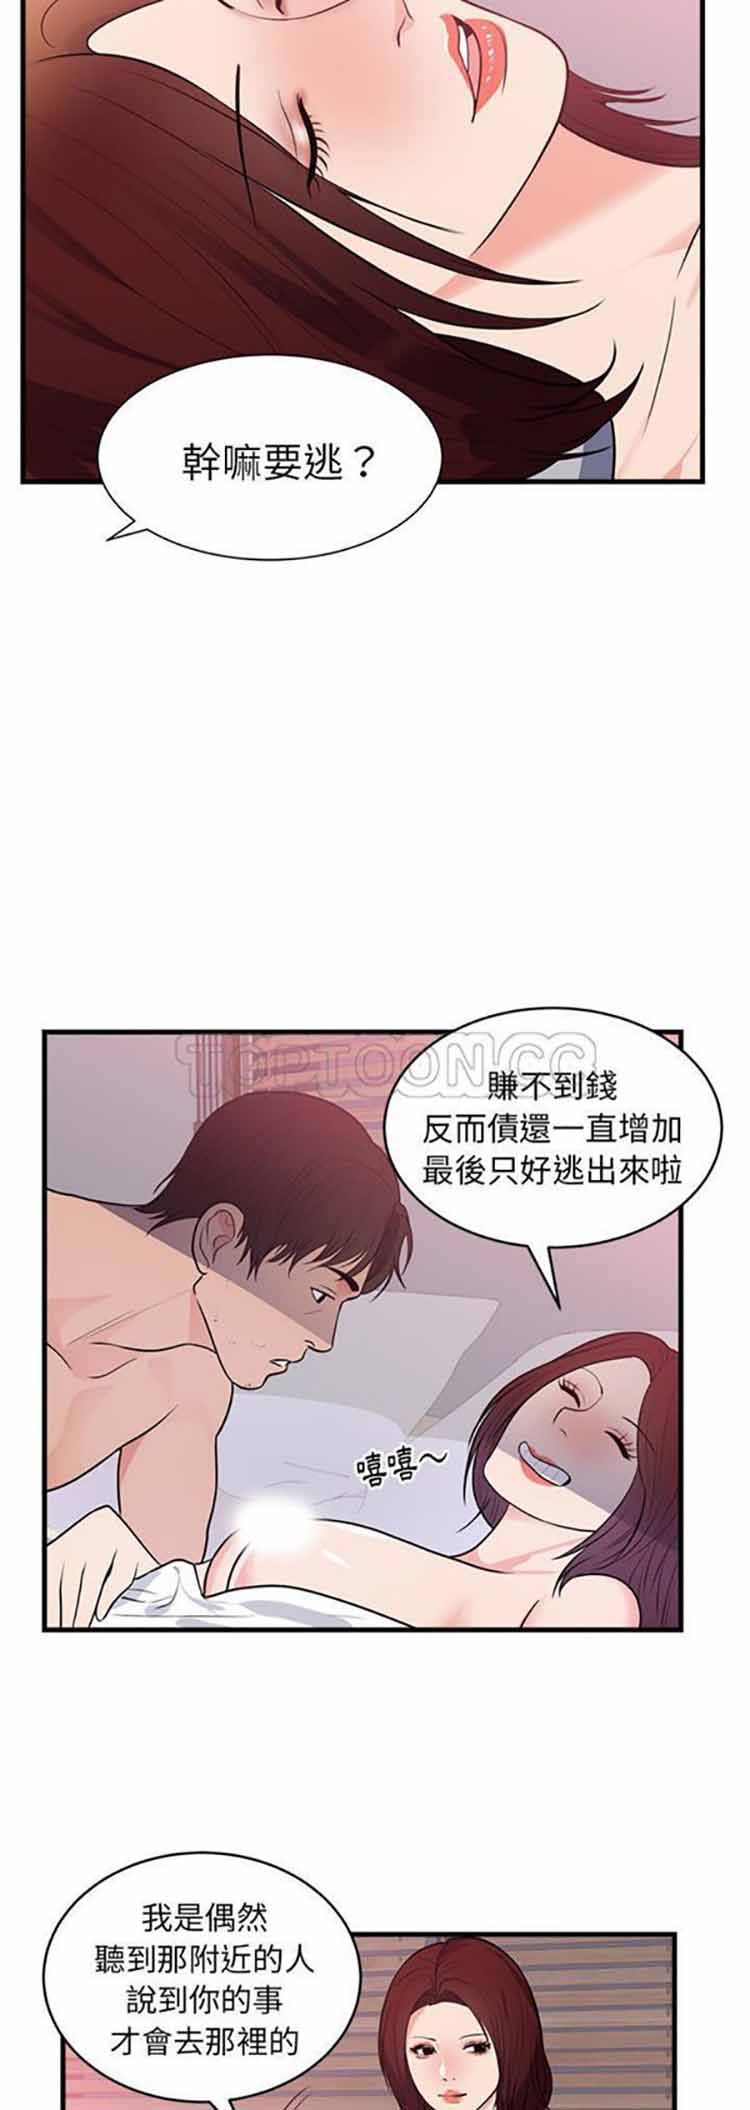 幹嘛要逃？
TOPTOON.CC
賺不到錢
反而債還一直增加
最後只好逃出來啦
嘻嘻～
我是偶然
聽到那附近的人
說到你的事
才會去那裡的